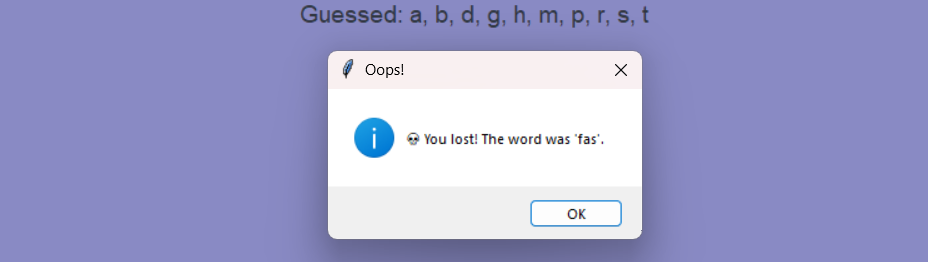 Guessed: a, b, d, g, h, m, p, r, s, t
Oops!
💀 You lost! The word was 'fas'.
OK